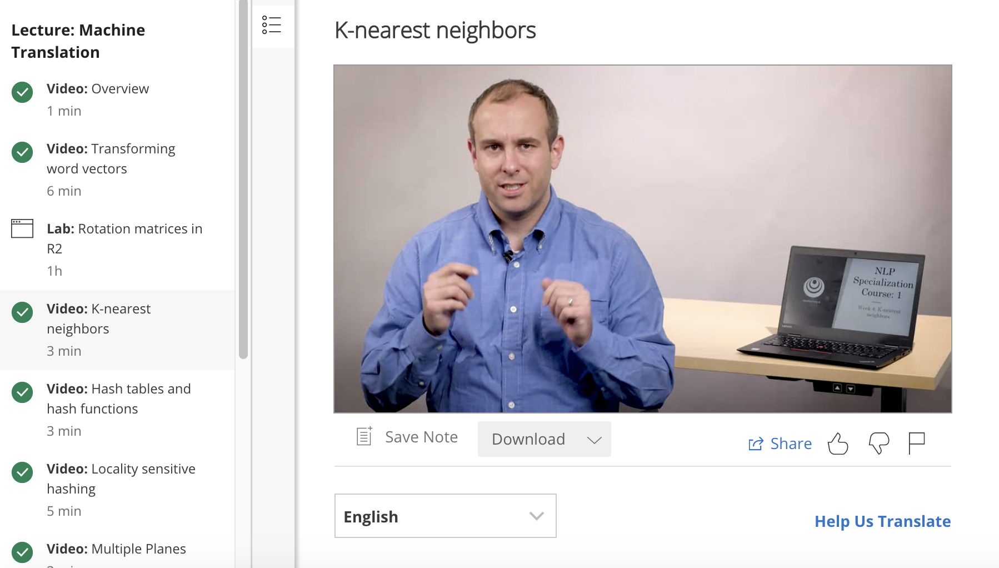 Lecture: Machine
Translation
Video: Overview
1 min
Video: Transforming
word vectors
6 min
Lab: Rotation matrices in
R2
1h
Video: K-nearest
neighbors
3 min
Video: Hash tables and
hash functions
3 min
Video: Locality sensitive
hashing
5 min
Video: Multiple Planes
K-nearest neighbors
NLP
Specialization
Course: 1
Week 4: K-nearest
neighbors
Save Note
Download
Share
English
Help Us Translate